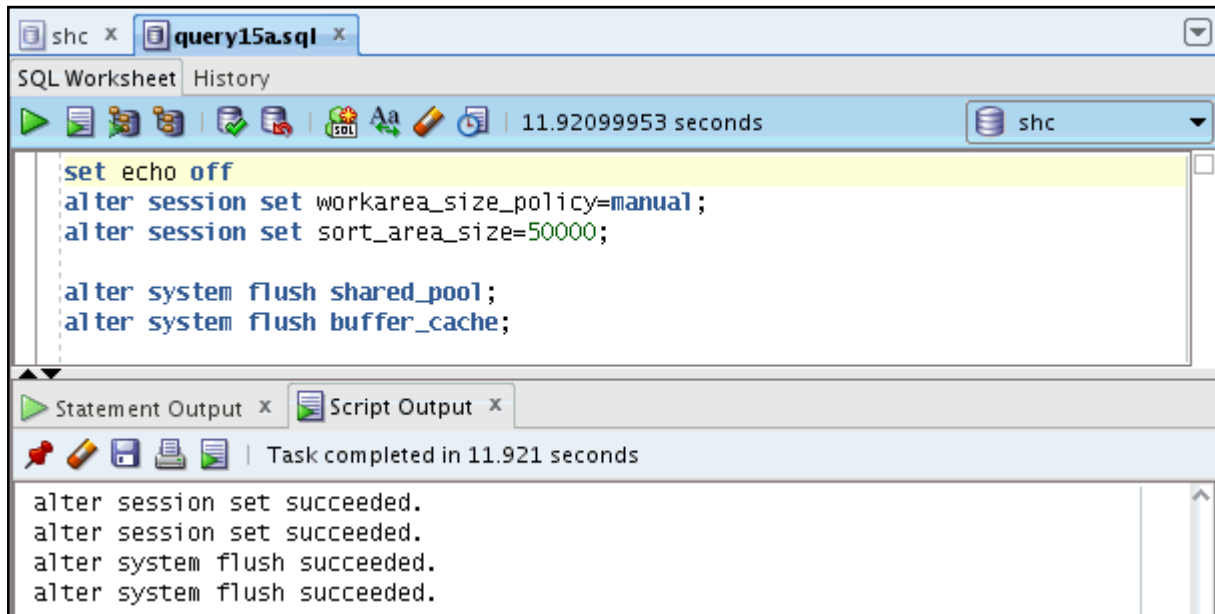 shc x query15a.sql x
SQL Worksheet History
SQL Aa 11.92099953 seconds shc
set echo off
alter session set workarea_size_policy=manual;
alter session set sort_area_size=50000;
alter system flush shared_pool;
alter system flush buffer_cache;
Statement Output x Script Output x
Task completed in 11.921 seconds
alter session set succeeded.
alter session set succeeded.
alter system flush succeeded.
alter system flush succeeded.